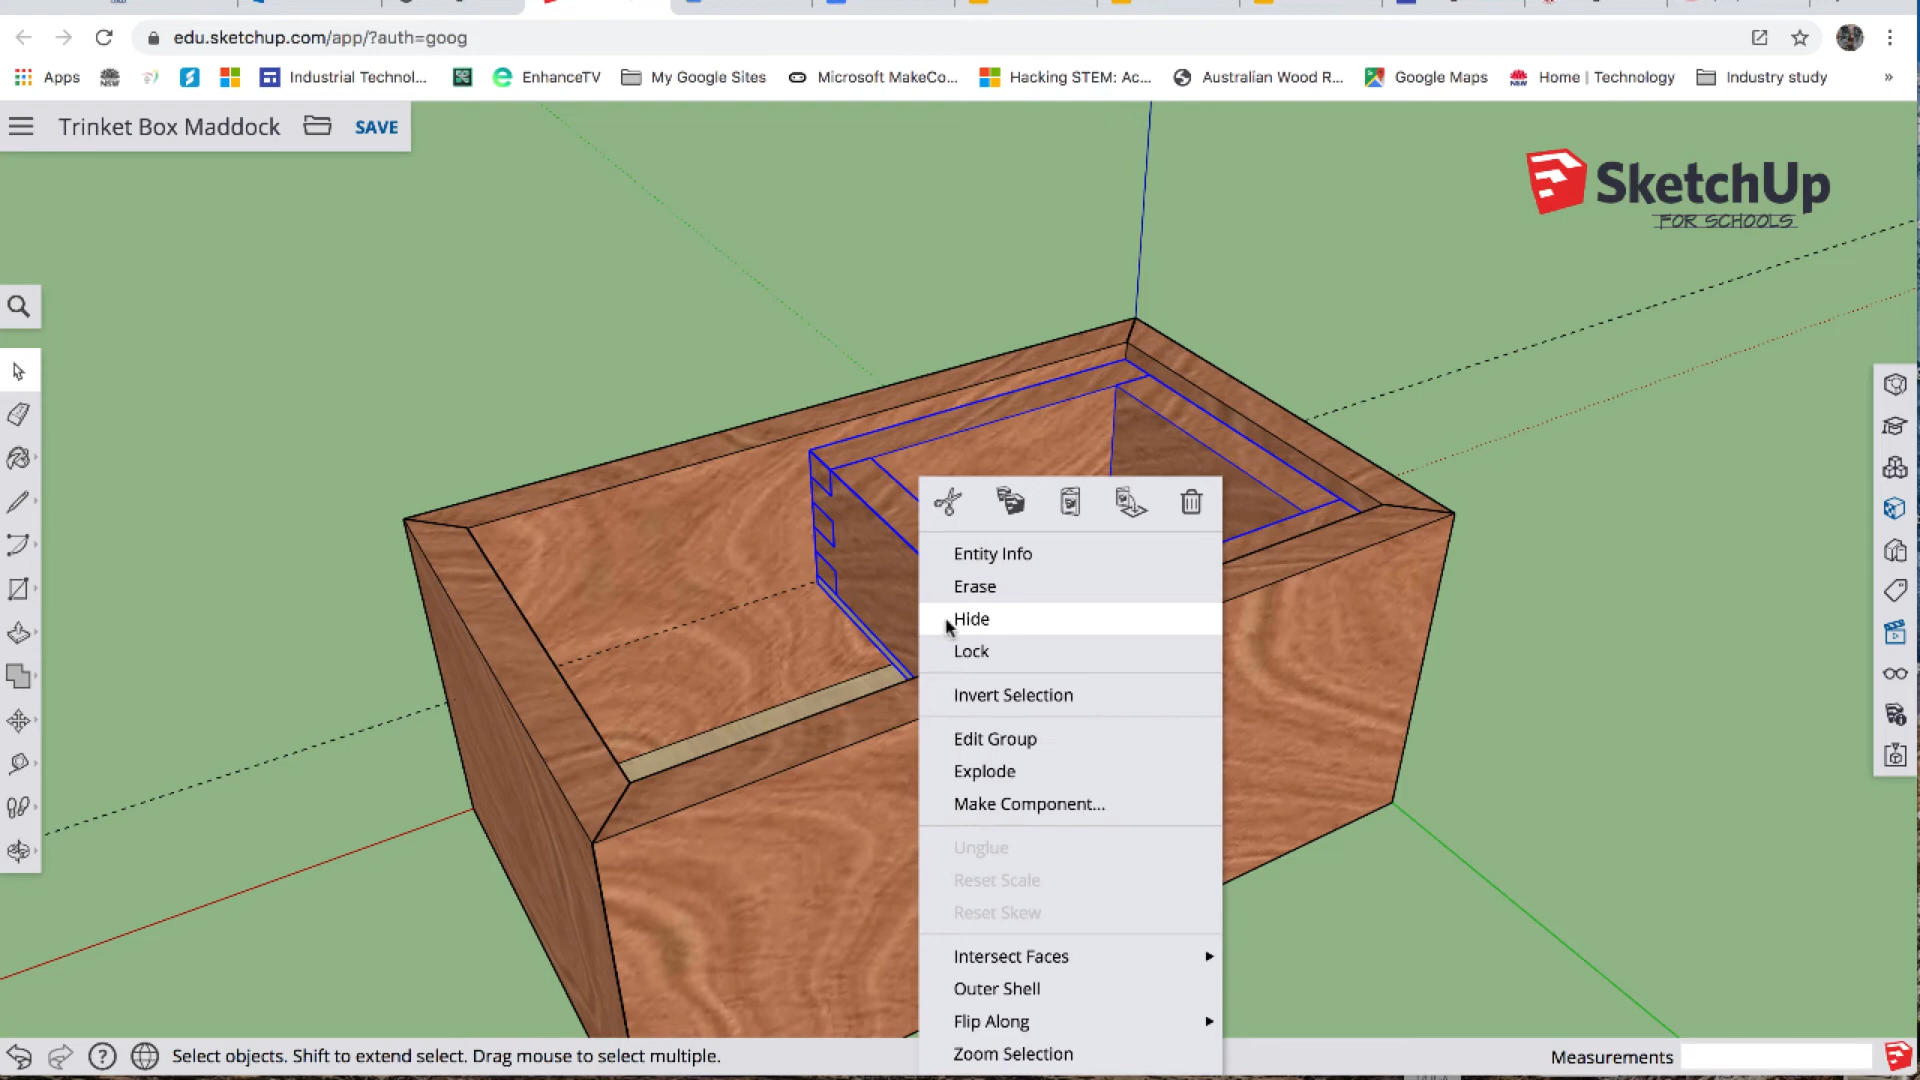 edu.sketchup.com/app/?auth=goog
Apps Industrial Technol... EnhanceTV My Google Sites Microsoft MakeCo... Hacking STEM: Ac... Australian Wood R... Google Maps Home | Technology Industry study »
Trinket Box Maddock SAVE
SketchUp
FOR SCHOOLS
Entity Info
Erase
Hide
Lock
Invert Selection
Edit Group
Explode
Make Component...
Unglue
Reset Scale
Reset Skew
Intersect Faces
Outer Shell
Flip Along
Zoom Selection
Select objects. Shift to extend select. Drag mouse to select multiple. Measurements